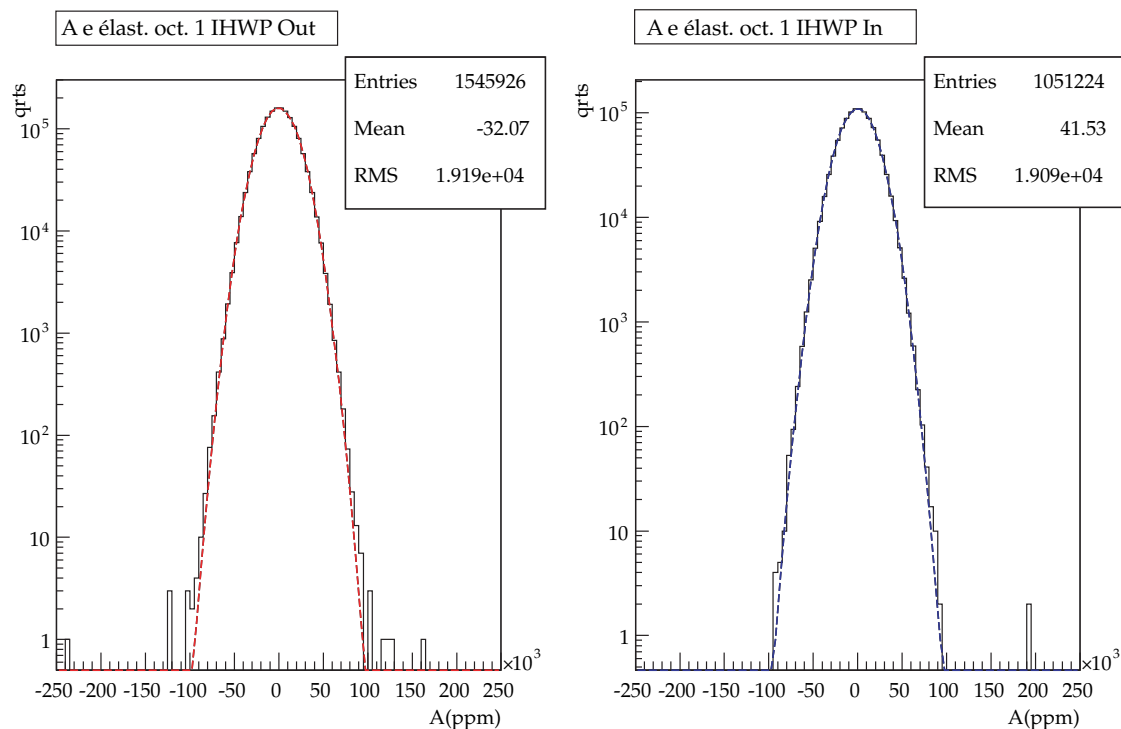 A e élast. oct. 1 IHWP Out
Entries 1545926
Mean -32.07
RMS 1.919e+04
qrts
10^5
10^4
10^3
10^2
10
1
-250 -200 -150 -100 -50 0 50 100 150 200 250
×10^3
A(ppm)
A e élast. oct. 1 IHWP In
Entries 1051224
Mean 41.53
RMS 1.909e+04
qrts
10^5
10^4
10^3
10^2
10
1
-250 -200 -150 -100 -50 0 50 100 150 200 250
×10^3
A(ppm)